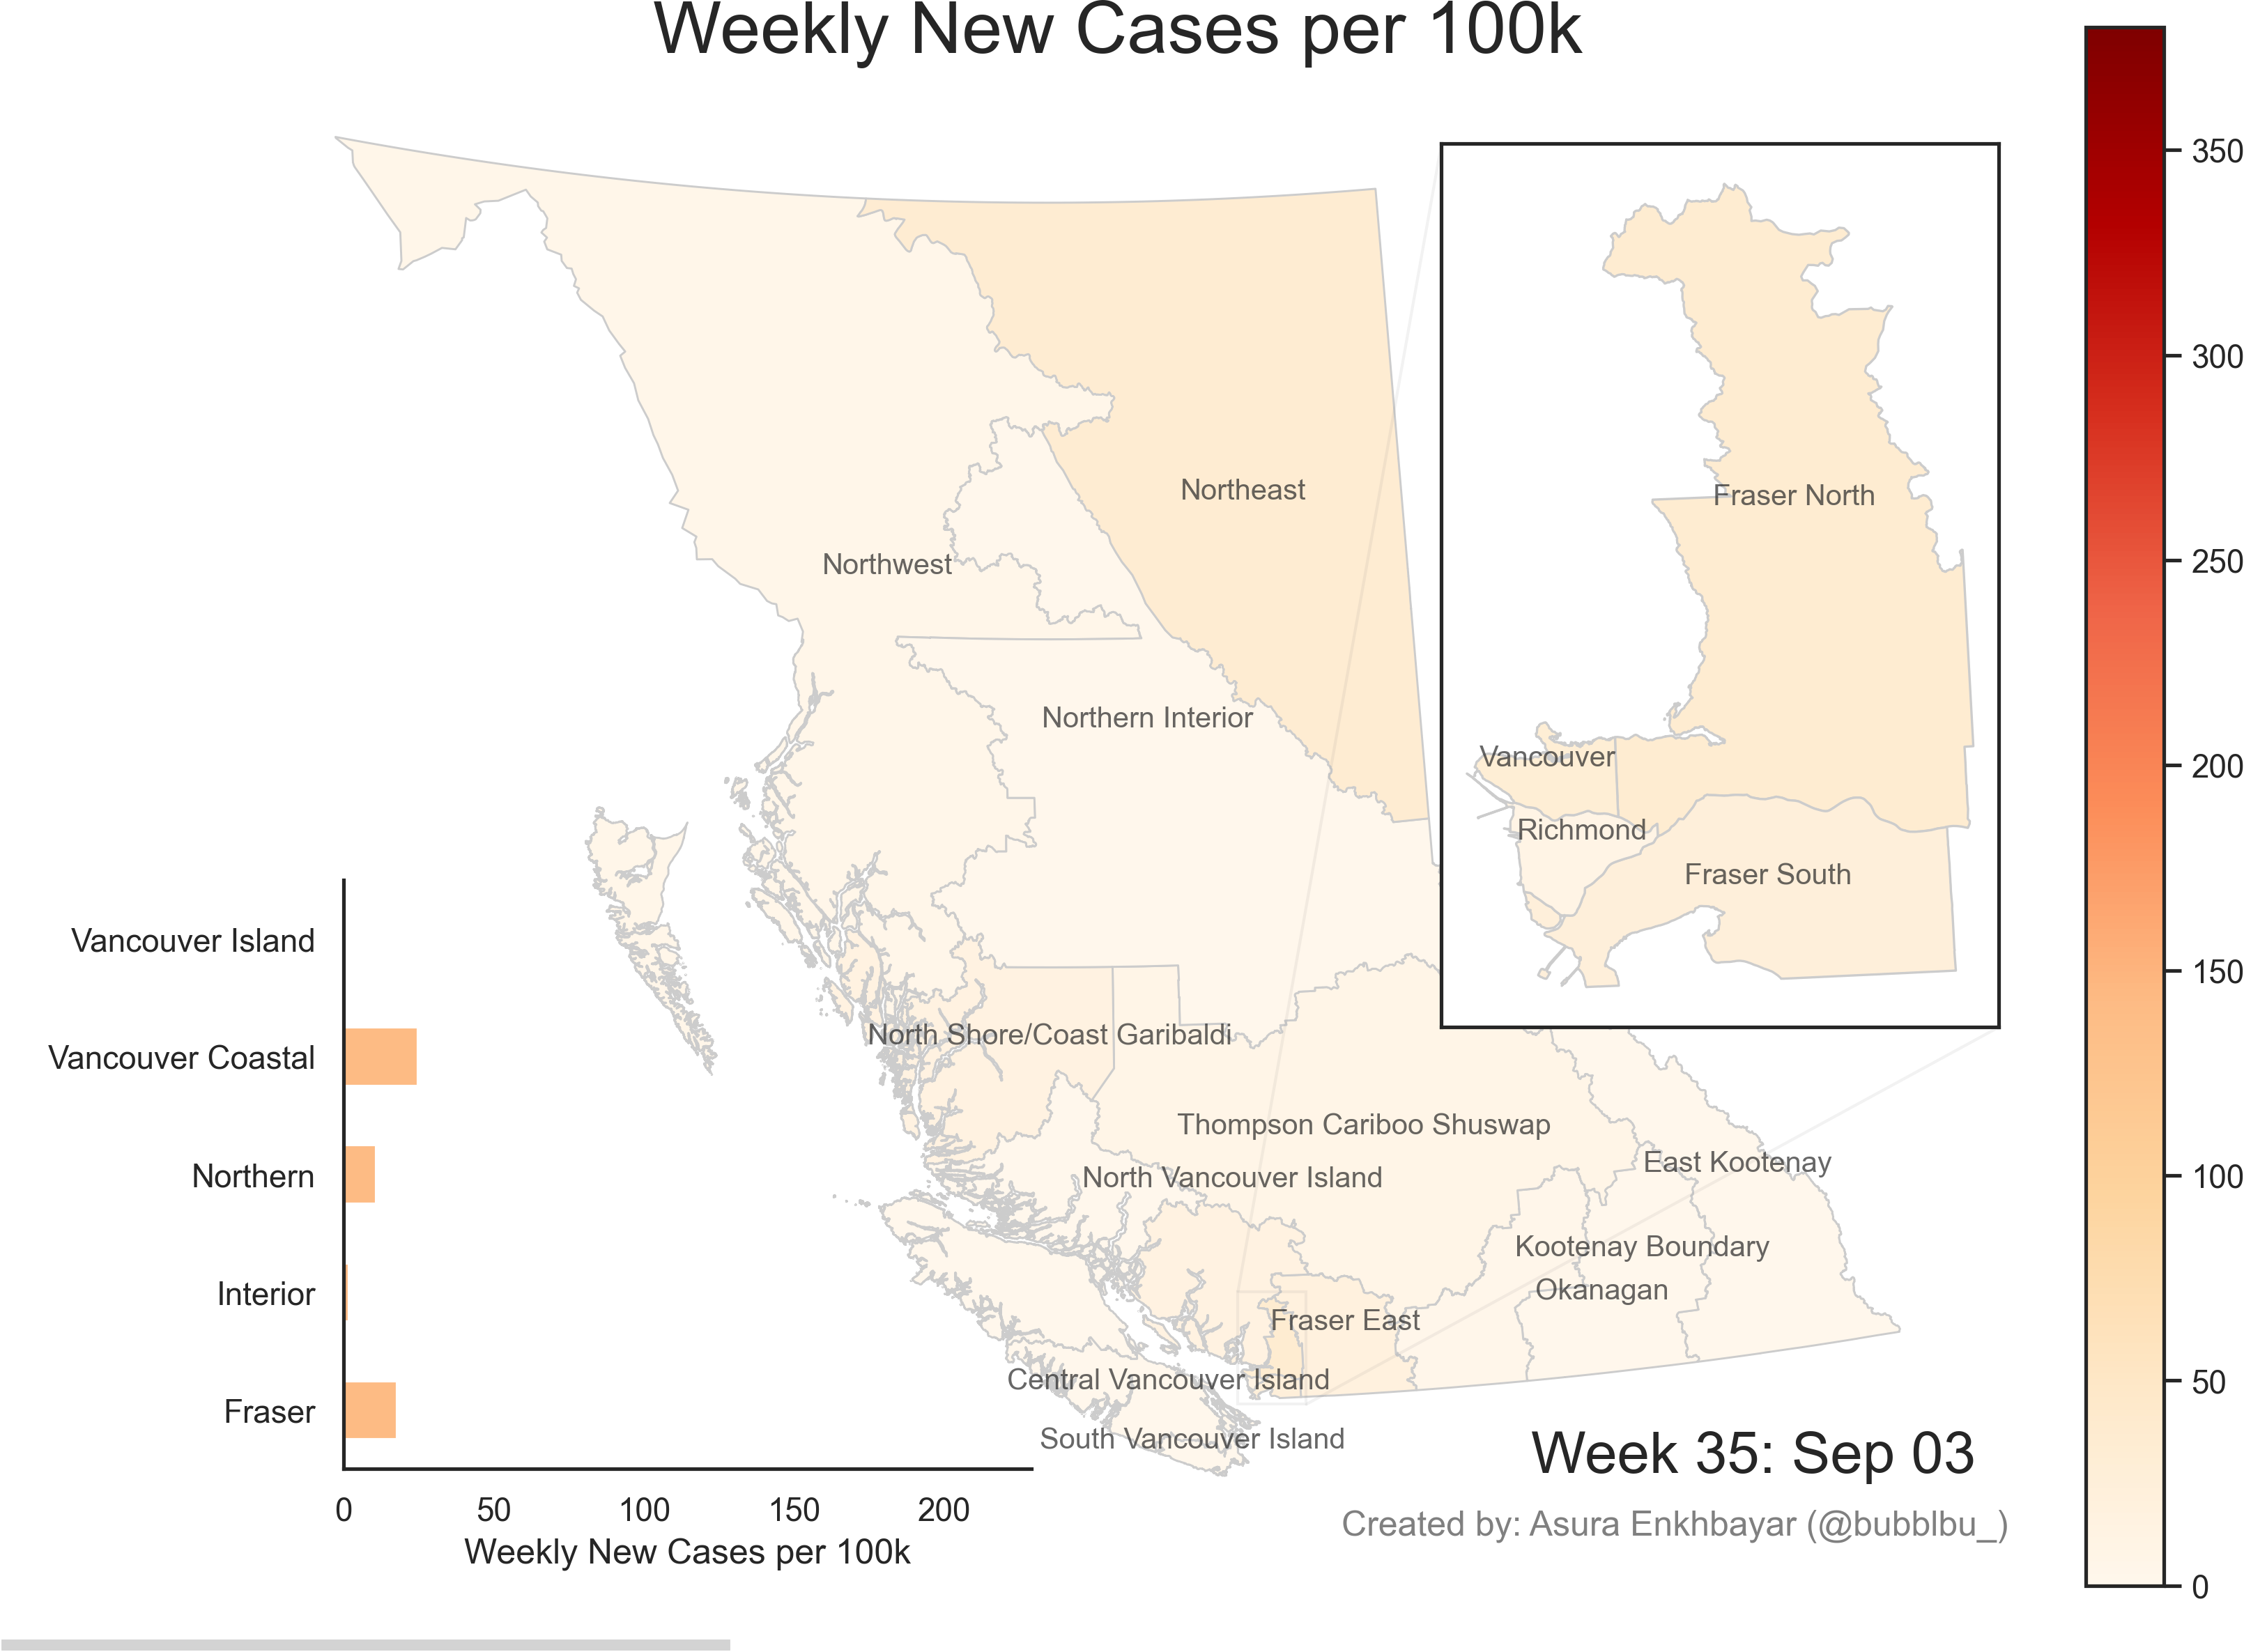 Weekly New Cases per 100k
350
300
250
200
150
100
50
0
Northeast
Northwest
Northern Interior
North Shore/Coast Garibaldi
Thompson Cariboo Shuswap
North Vancouver Island
East Kootenay
Kootenay Boundary
Okanagan
Fraser East
Central Vancouver Island
South Vancouver Island
Fraser North
Vancouver
Richmond
Fraser South
Vancouver Island
Vancouver Coastal
Northern
Interior
Fraser
0 50 100 150 200
Weekly New Cases per 100k
Week 35: Sep 03
Created by: Asura Enkhbayar (@bubblbu_)